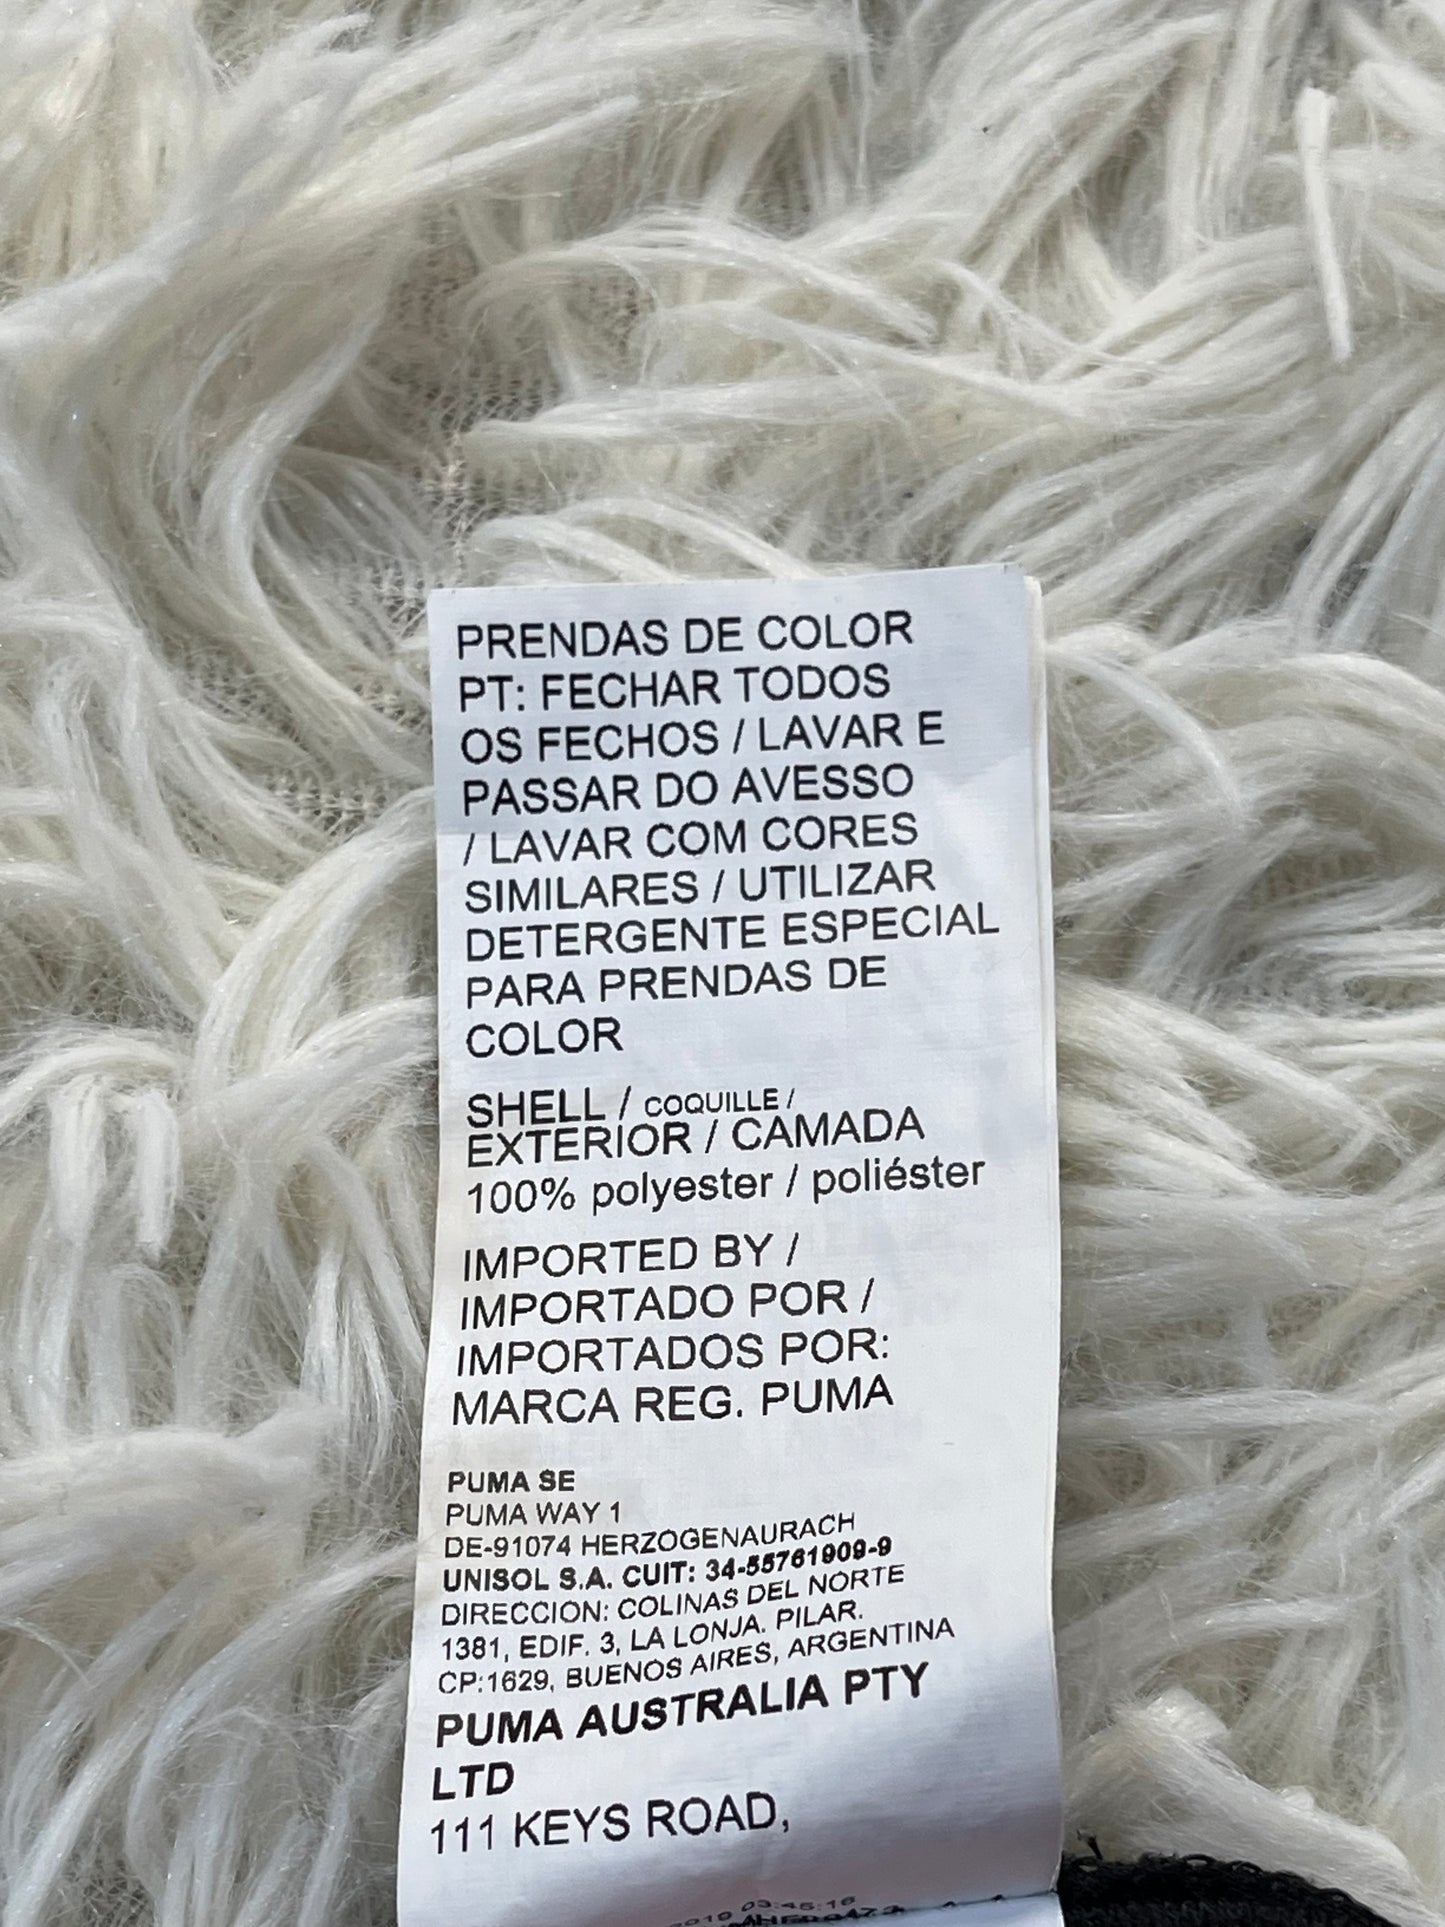 PRENDAS DE COLOR
PT: FECHAR TODOS
OS FECHOS / LAVAR E
PASSAR DO AVESSO
/ LAVAR COM CORES
SIMILARES / UTILIZAR
DETERGENTE ESPECIAL
PARA PRENDAS DE
COLOR
SHELL / COQUILLE /
EXTERIOR / CAMADA
100% polyester / poliéster
IMPORTED BY /
IMPORTADO POR /
IMPORTADOS POR:
MARCA REG. PUMA
PUMA SE
PUMA WAY 1
DE-91074 HERZOGENAURACH
UNISOL S.A. CUIT: 34-55761909-9
DIRECCION: COLINAS DEL NORTE
1381, EDIF. 3, LA LONJA. PILAR.
CP:1629, BUENOS AIRES, ARGENTINA
PUMA AUSTRALIA PTY
LTD
111 KEYS ROAD,
03:45:16